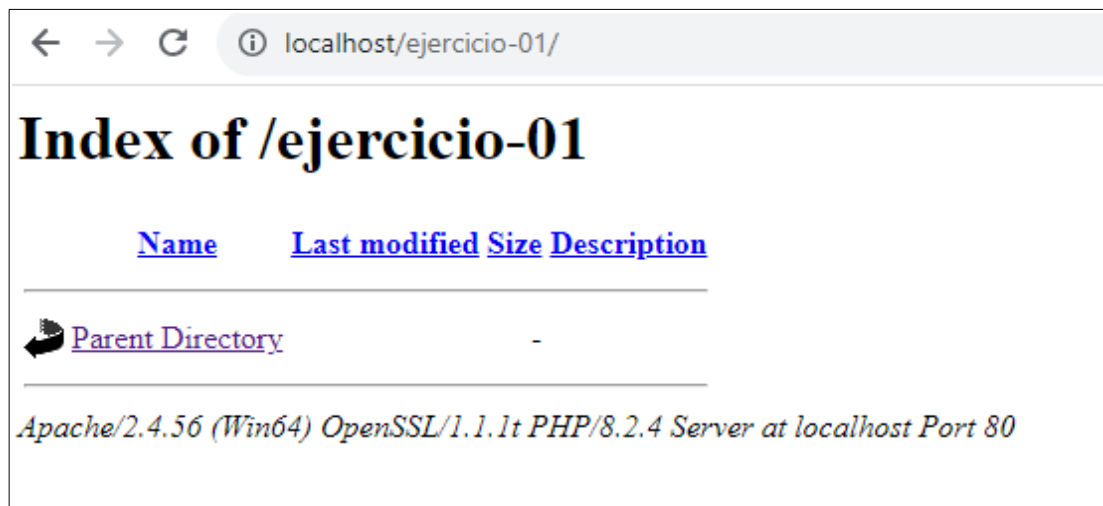 localhost/ejercicio-01/
Index of /ejercicio-01
Name Last modified Size Description
Parent Directory -
Apache/2.4.56 (Win64) OpenSSL/1.1.1t PHP/8.2.4 Server at localhost Port 80